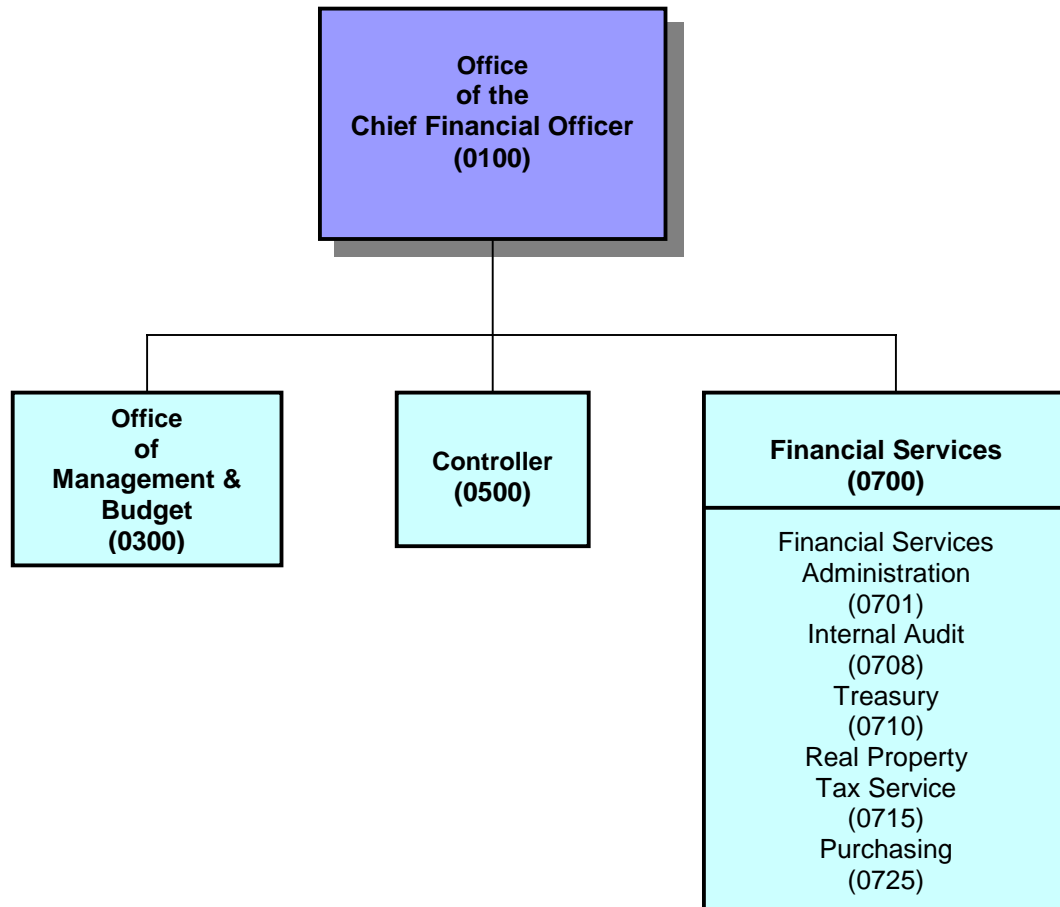 Office
of the
Chief Financial Officer
(0100)
Office
of
Management &
Budget
(0300)
Controller
(0500)
Financial Services
(0700)
Financial Services
Administration
(0701)
Internal Audit
(0708)
Treasury
(0710)
Real Property
Tax Service
(0715)
Purchasing
(0725)